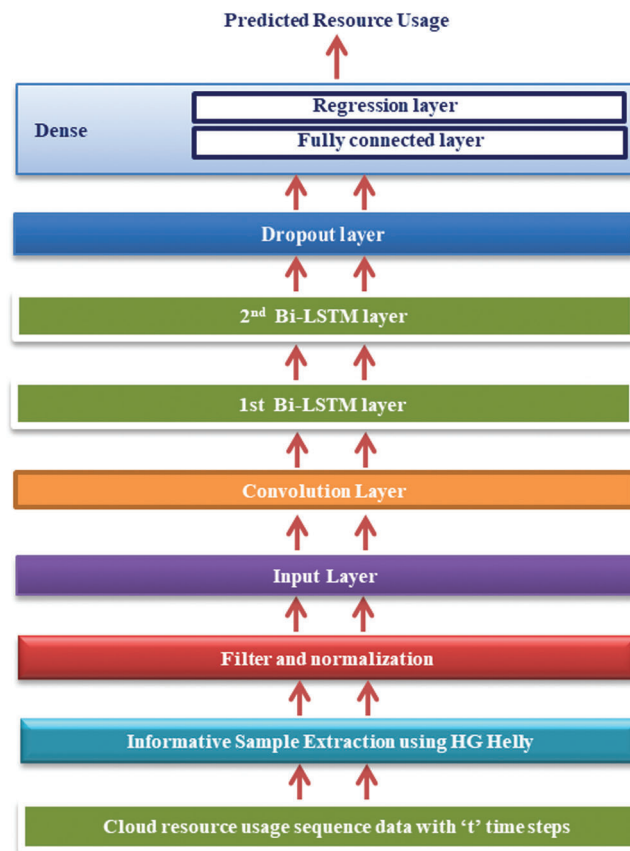 Predicted Resource Usage
Regression layer
Dense
Fully connected layer
Dropout layer
2nd Bi-LSTM layer
1st Bi-LSTM layer
Convolution Layer
Input Layer
Filter and normalization
Informative Sample Extraction using HG Helly
Cloud resource usage sequence data with ‘t’ time steps